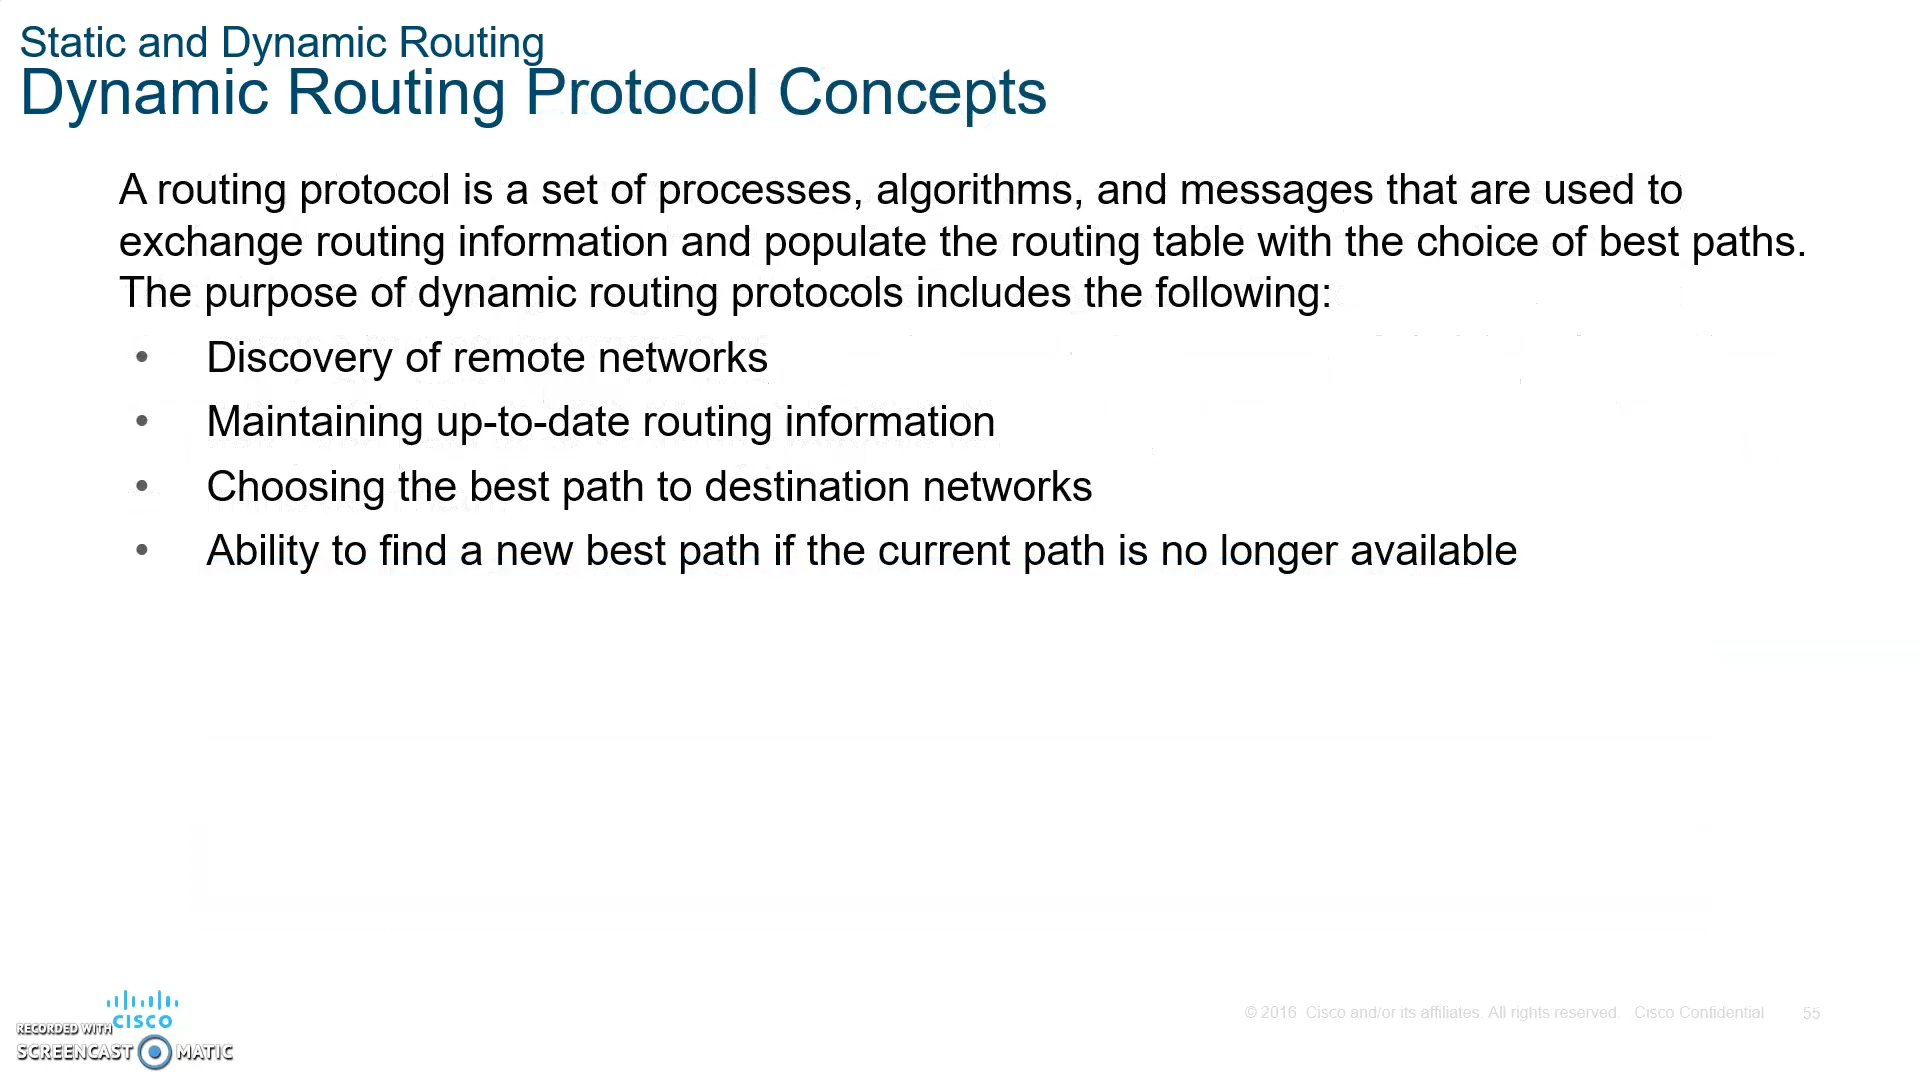 Static and Dynamic Routing
Dynamic Routing Protocol Concepts
A routing protocol is a set of processes, algorithms, and messages that are used to
exchange routing information and populate the routing table with the choice of best paths.
The purpose of dynamic routing protocols includes the following:
• Discovery of remote networks
• Maintaining up-to-date routing information
• Choosing the best path to destination networks
• Ability to find a new best path if the current path is no longer available
CISCO
© 2016 Cisco and/or its affiliates. All rights reserved. Cisco Confidential 55
RECORDED WITH
SCREENCAST MATIC